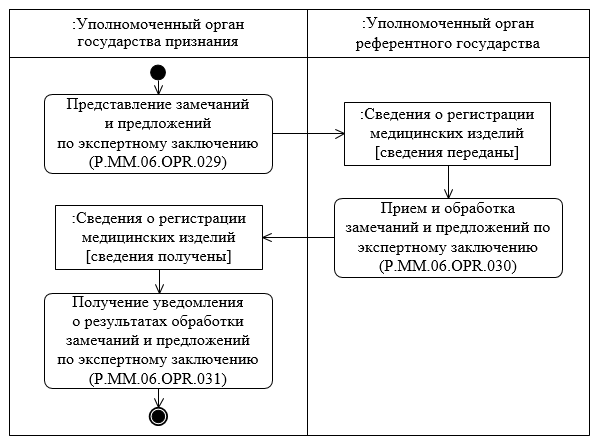 :Уполномоченный орган
государства признания
:Уполномоченный орган
референтного государства
Представление замечаний
и предложений
по экспертному заключению
(P.MM.06.OPR.029)
:Сведения о регистрации
медицинских изделий
[сведения переданы]
Прием и обработка
замечаний и предложений по
экспертному заключению
(P.MM.06.OPR.030)
:Сведения о регистрации
медицинских изделий
[сведения получены]
Получение уведомления
о результатах обработки
замечаний и предложений
по экспертному заключению
(P.MM.06.OPR.031)